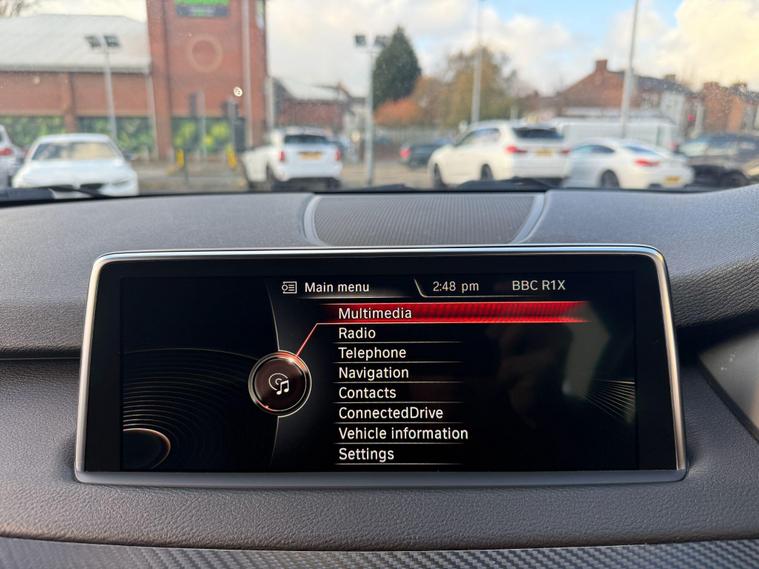 Main menu
2:48 pm
BBC R1X
Multimedia
Radio
Telephone
Navigation
Contacts
ConnectedDrive
Vehicle information
Settings